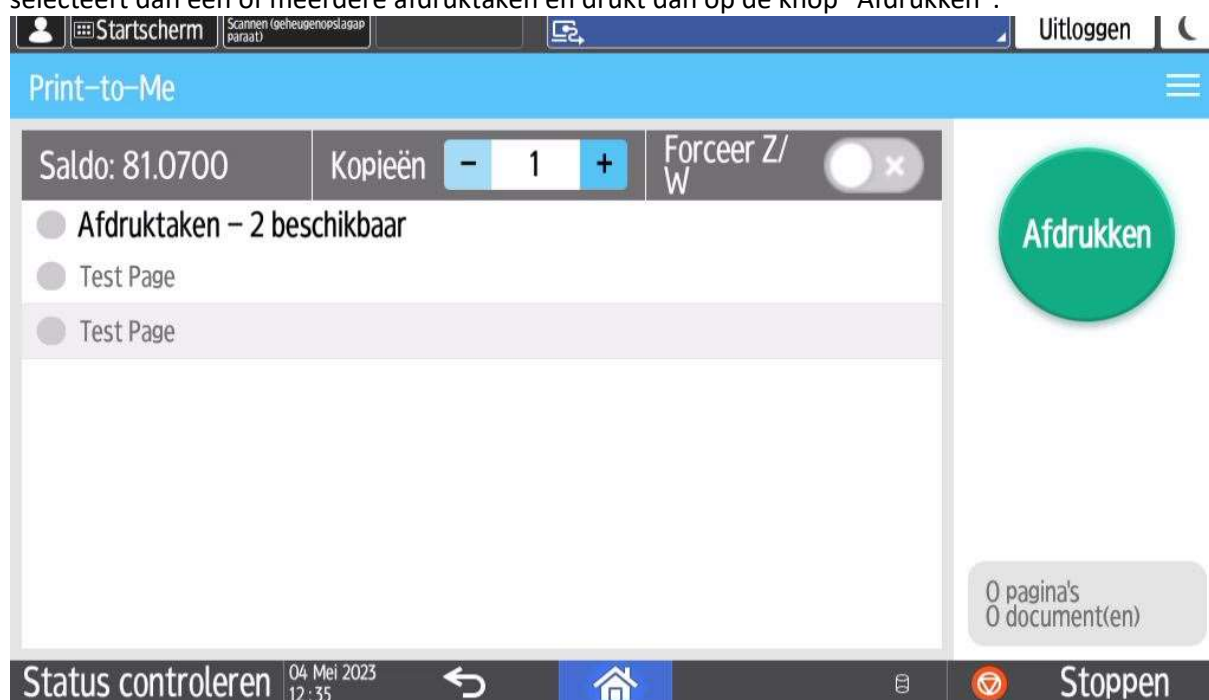 selecteert dan een of meerdere afdruktaken en drukt dan op de knop "Afdrukken".
Startscherm
Scannen (geheugenopslagap
paraat)
Uitloggen
Print-to-Me
Saldo: 81.0700
Kopieën - 1 +
Forceer Z/
W
Afdruktaken – 2 beschikbaar
Test Page
Test Page
Afdrukken
0 pagina's
0 document(en)
Status controleren
04 Mei 2023
12:35
Stoppen